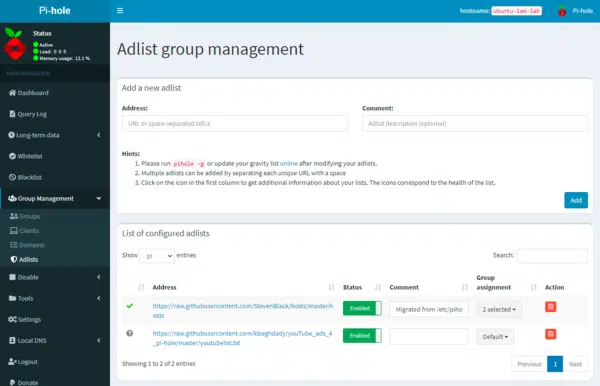 Pi-hole
hostname: ubuntu-lan-lab
Pi-hole
Status
Active
Load: 0 0 0
Memory usage: 12.1 %
MAIN NAVIGATION
Dashboard
Query Log
Long-term data
Whitelist
Blacklist
Group Management
Groups
Clients
Domains
Adlists
Disable
Tools
Settings
Local DNS
Logout
Donate
Adlist group management
Add a new adlist
Address:
Comment:
URL or space-separated URLs
Adlist description (optional)
Hints:
1. Please run pihole -g or update your gravity list online after modifying your adlists.
2. Multiple adlists can be added by separating each unique URL with a space
3. Click on the icon in the first column to get additional information about your lists. The icons correspond to the health of the list.
Add
List of configured adlists
Show 10 entries
Search:
Address
Status
Comment
Group assignment
Action
https://raw.githubusercontent.com/StevenBlack/hosts/master/h
osts
Enabled
Migrated from /etc/piho
2 selected
https://raw.githubusercontent.com/kboghdady/youTube_ads_4
_pi-hole/master/youtubelist.txt
Enabled
Default
Showing 1 to 2 of 2 entries
Previous 1 Next